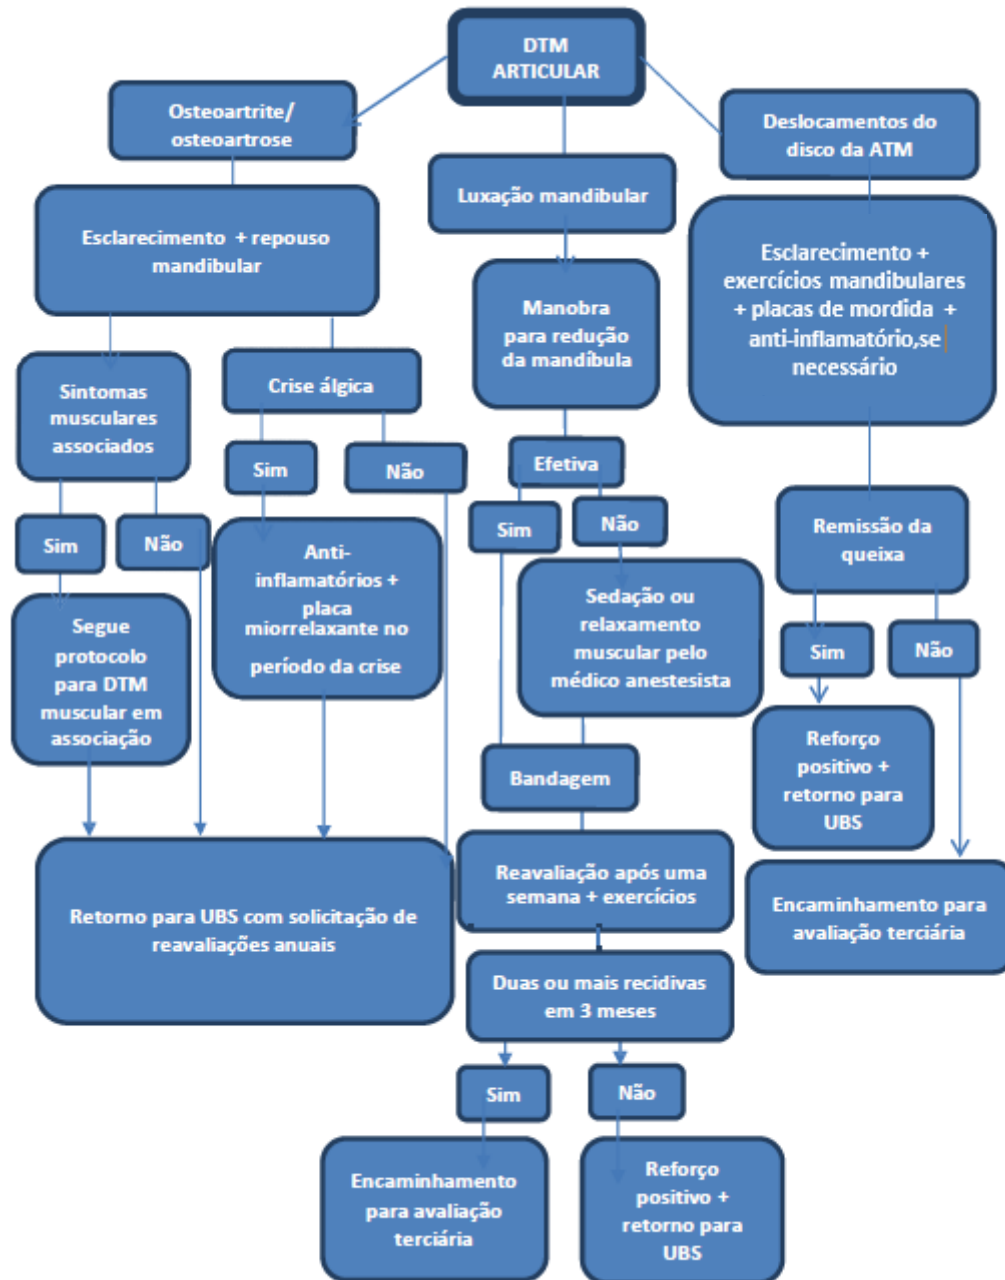 DTM
ARTICULAR
Osteoartrite/
osteoartrose
Esclarecimento + repouso
mandibular
Sintomas
musculares
associados
Sim
Não
Segue
protocolo
para DTM
muscular em
associação
Crise álgica
Sim
Não
Anti-
inflamatórios +
placa
miorrelaxante no
período da crise
Retorno para UBS com solicitação de
reavaliações anuais
Luxação mandibular
Manobra
para redução
da mandíbula
Efetiva
Sim
Não
Sedação ou
relaxamento
muscular pelo
médico anestesista
Bandagem
Reavaliação após uma
semana + exercícios
Duas ou mais recidivas
em 3 meses
Sim
Não
Encaminhamento
para avaliação
terciária
Reforço
positivo +
retorno para
UBS
Deslocamentos do
disco da ATM
Esclarecimento +
exercícios mandibulares
+ placas de mordida +
anti-inflamatório,se
necessário
Remissão da
queixa
Sim
Não
Reforço
positivo +
retorno para
UBS
Encaminhamento para
avaliação terciária